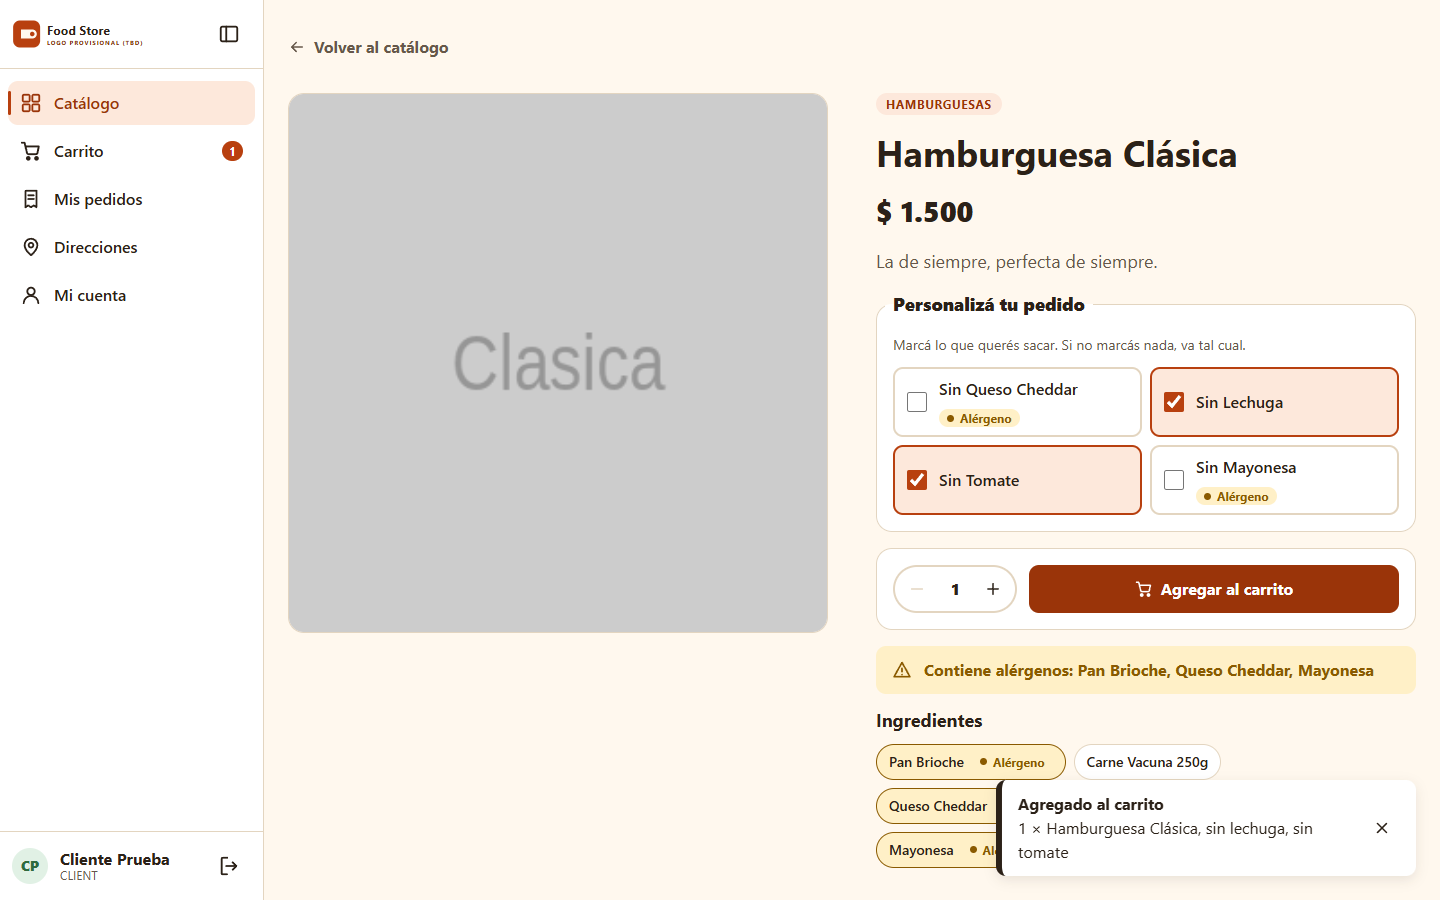 Food Store
LOGO PROVISIONAL (TBD)
Catálogo
Carrito
1
Mis pedidos
Direcciones
Mi cuenta
CP
Cliente Prueba
CLIENT
Volver al catálogo
Clasica
HAMBURGUESAS
Hamburguesa Clásica
$ 1.500
La de siempre, perfecta de siempre.
Personalizá tu pedido
Marcá lo que querés sacar. Si no marcás nada, va tal cual.
Sin Queso Cheddar
Alérgeno
Sin Lechuga
Sin Tomate
Sin Mayonesa
Alérgeno
1
Agregar al carrito
Contiene alérgenos: Pan Brioche, Queso Cheddar, Mayonesa
Ingredientes
Pan Brioche Alérgeno
Carne Vacuna 250g
Queso Cheddar
Mayonesa
Agregado al carrito
1 × Hamburguesa Clásica, sin lechuga, sin
tomate